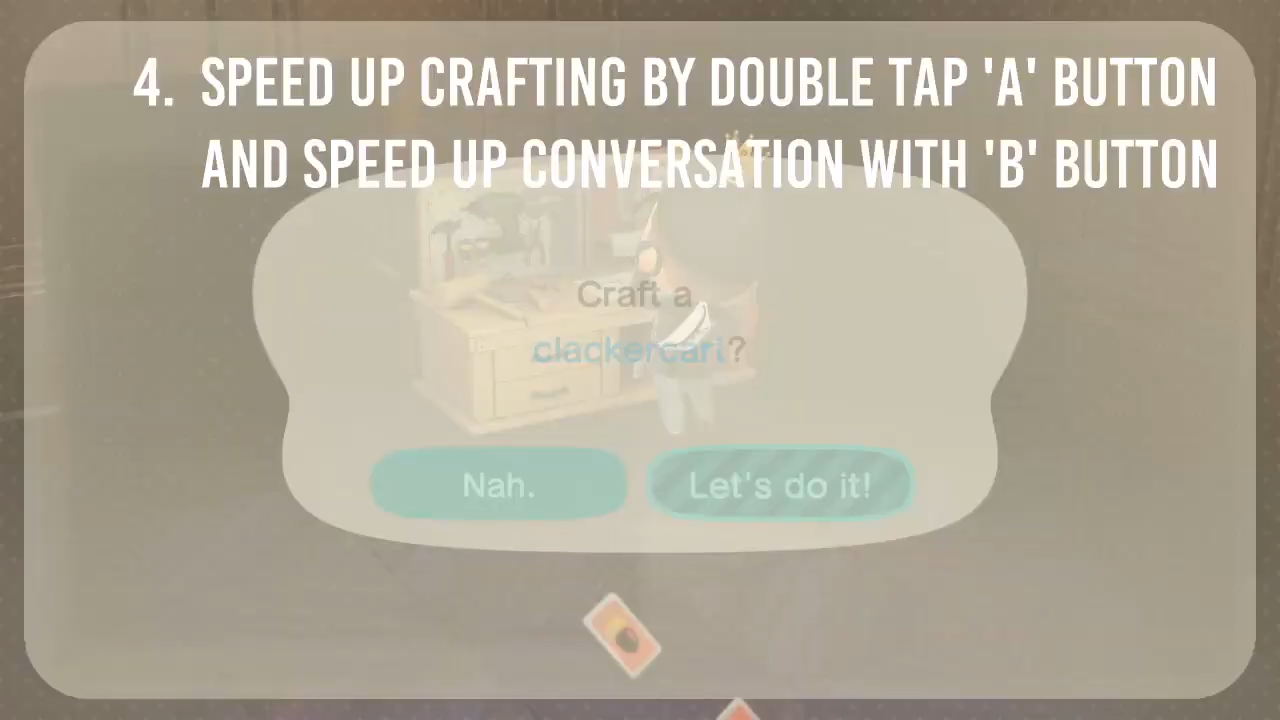 4. SPEED UP CRAFTING BY DOUBLE TAP 'A' BUTTON
AND SPEED UP CONVERSATION WITH 'B' BUTTON
Craft a
clackercart?
Nah.
Let's do it!